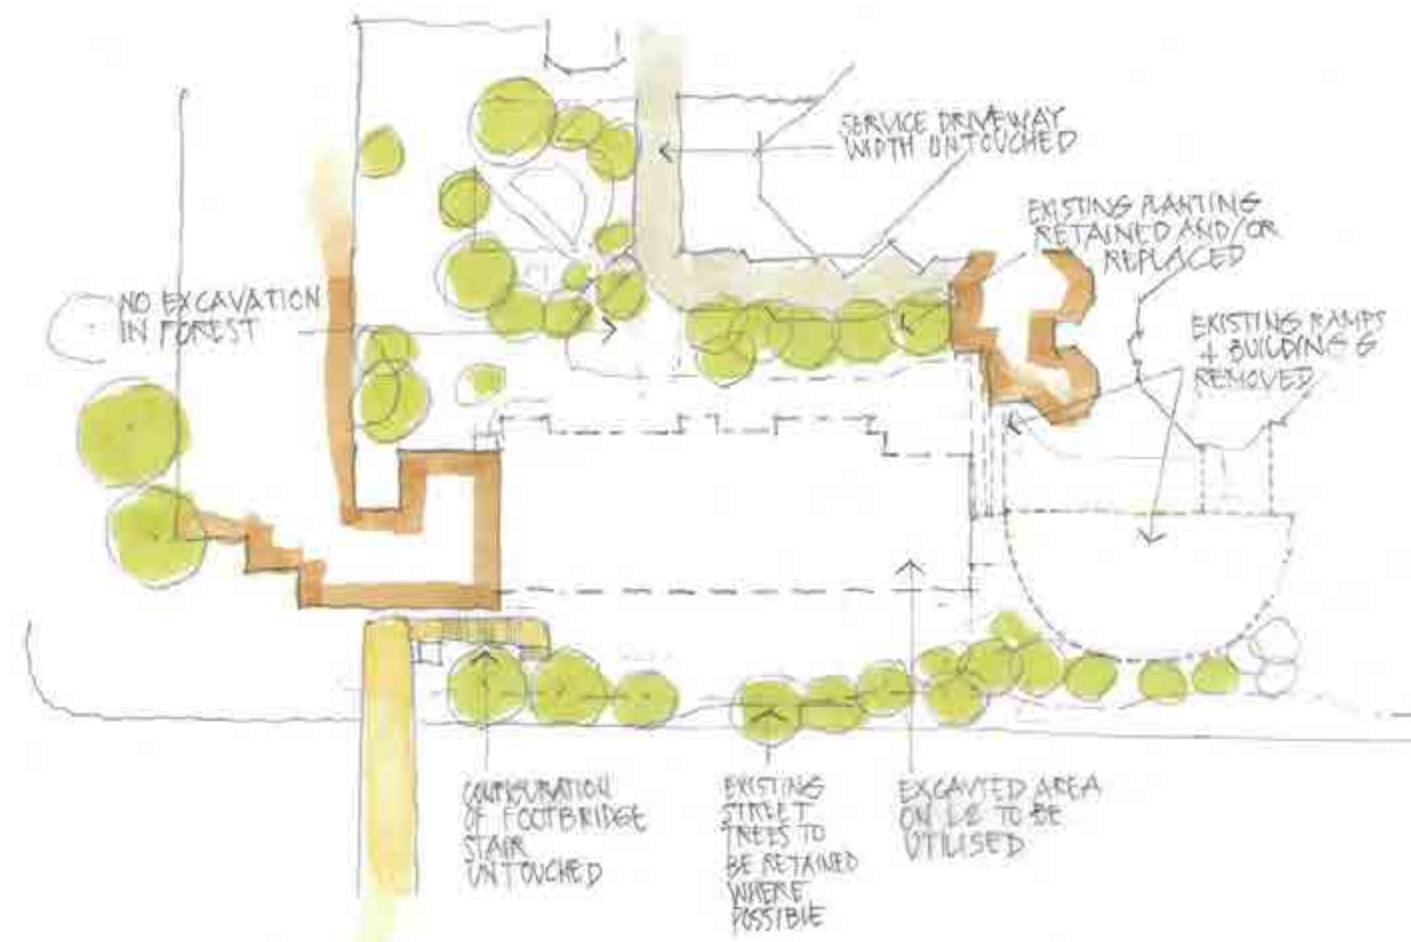 SERVICE DRIVEWAY
WIDTH UNTOUCHED
EXISTING PLANTING
RETAINED AND/OR
REPLACED
NO EXCAVATION
IN FOREST
EXISTING RAMPS
+ BUILDING G
REMOVED
CONFIGURATION
OF FOOTBRIDGE
STAIR
UNTOUCHED
EXISTING
STREET
TREES TO
BE RETAINED
WHERE
POSSIBLE
EXCAVTED AREA
ON L2 TO BE
UTILISED